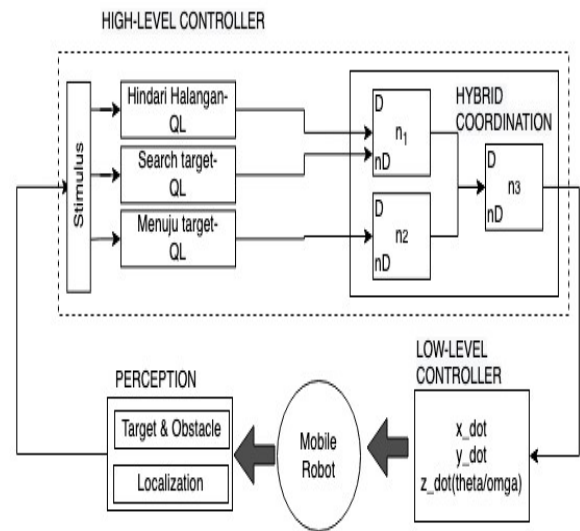 HIGH-LEVEL CONTROLLER
Stimulus
Hindari Halangan-
QL
Search target-
QL
Menuju target-
QL
HYBRID
COORDINATION
D
n1
nD
D
n2
nD
D
n3
nD
PERCEPTION
Target & Obstacle
Localization
Mobile
Robot
LOW-LEVEL
CONTROLLER
x_dot
y_dot
z_dot(theta/omga)